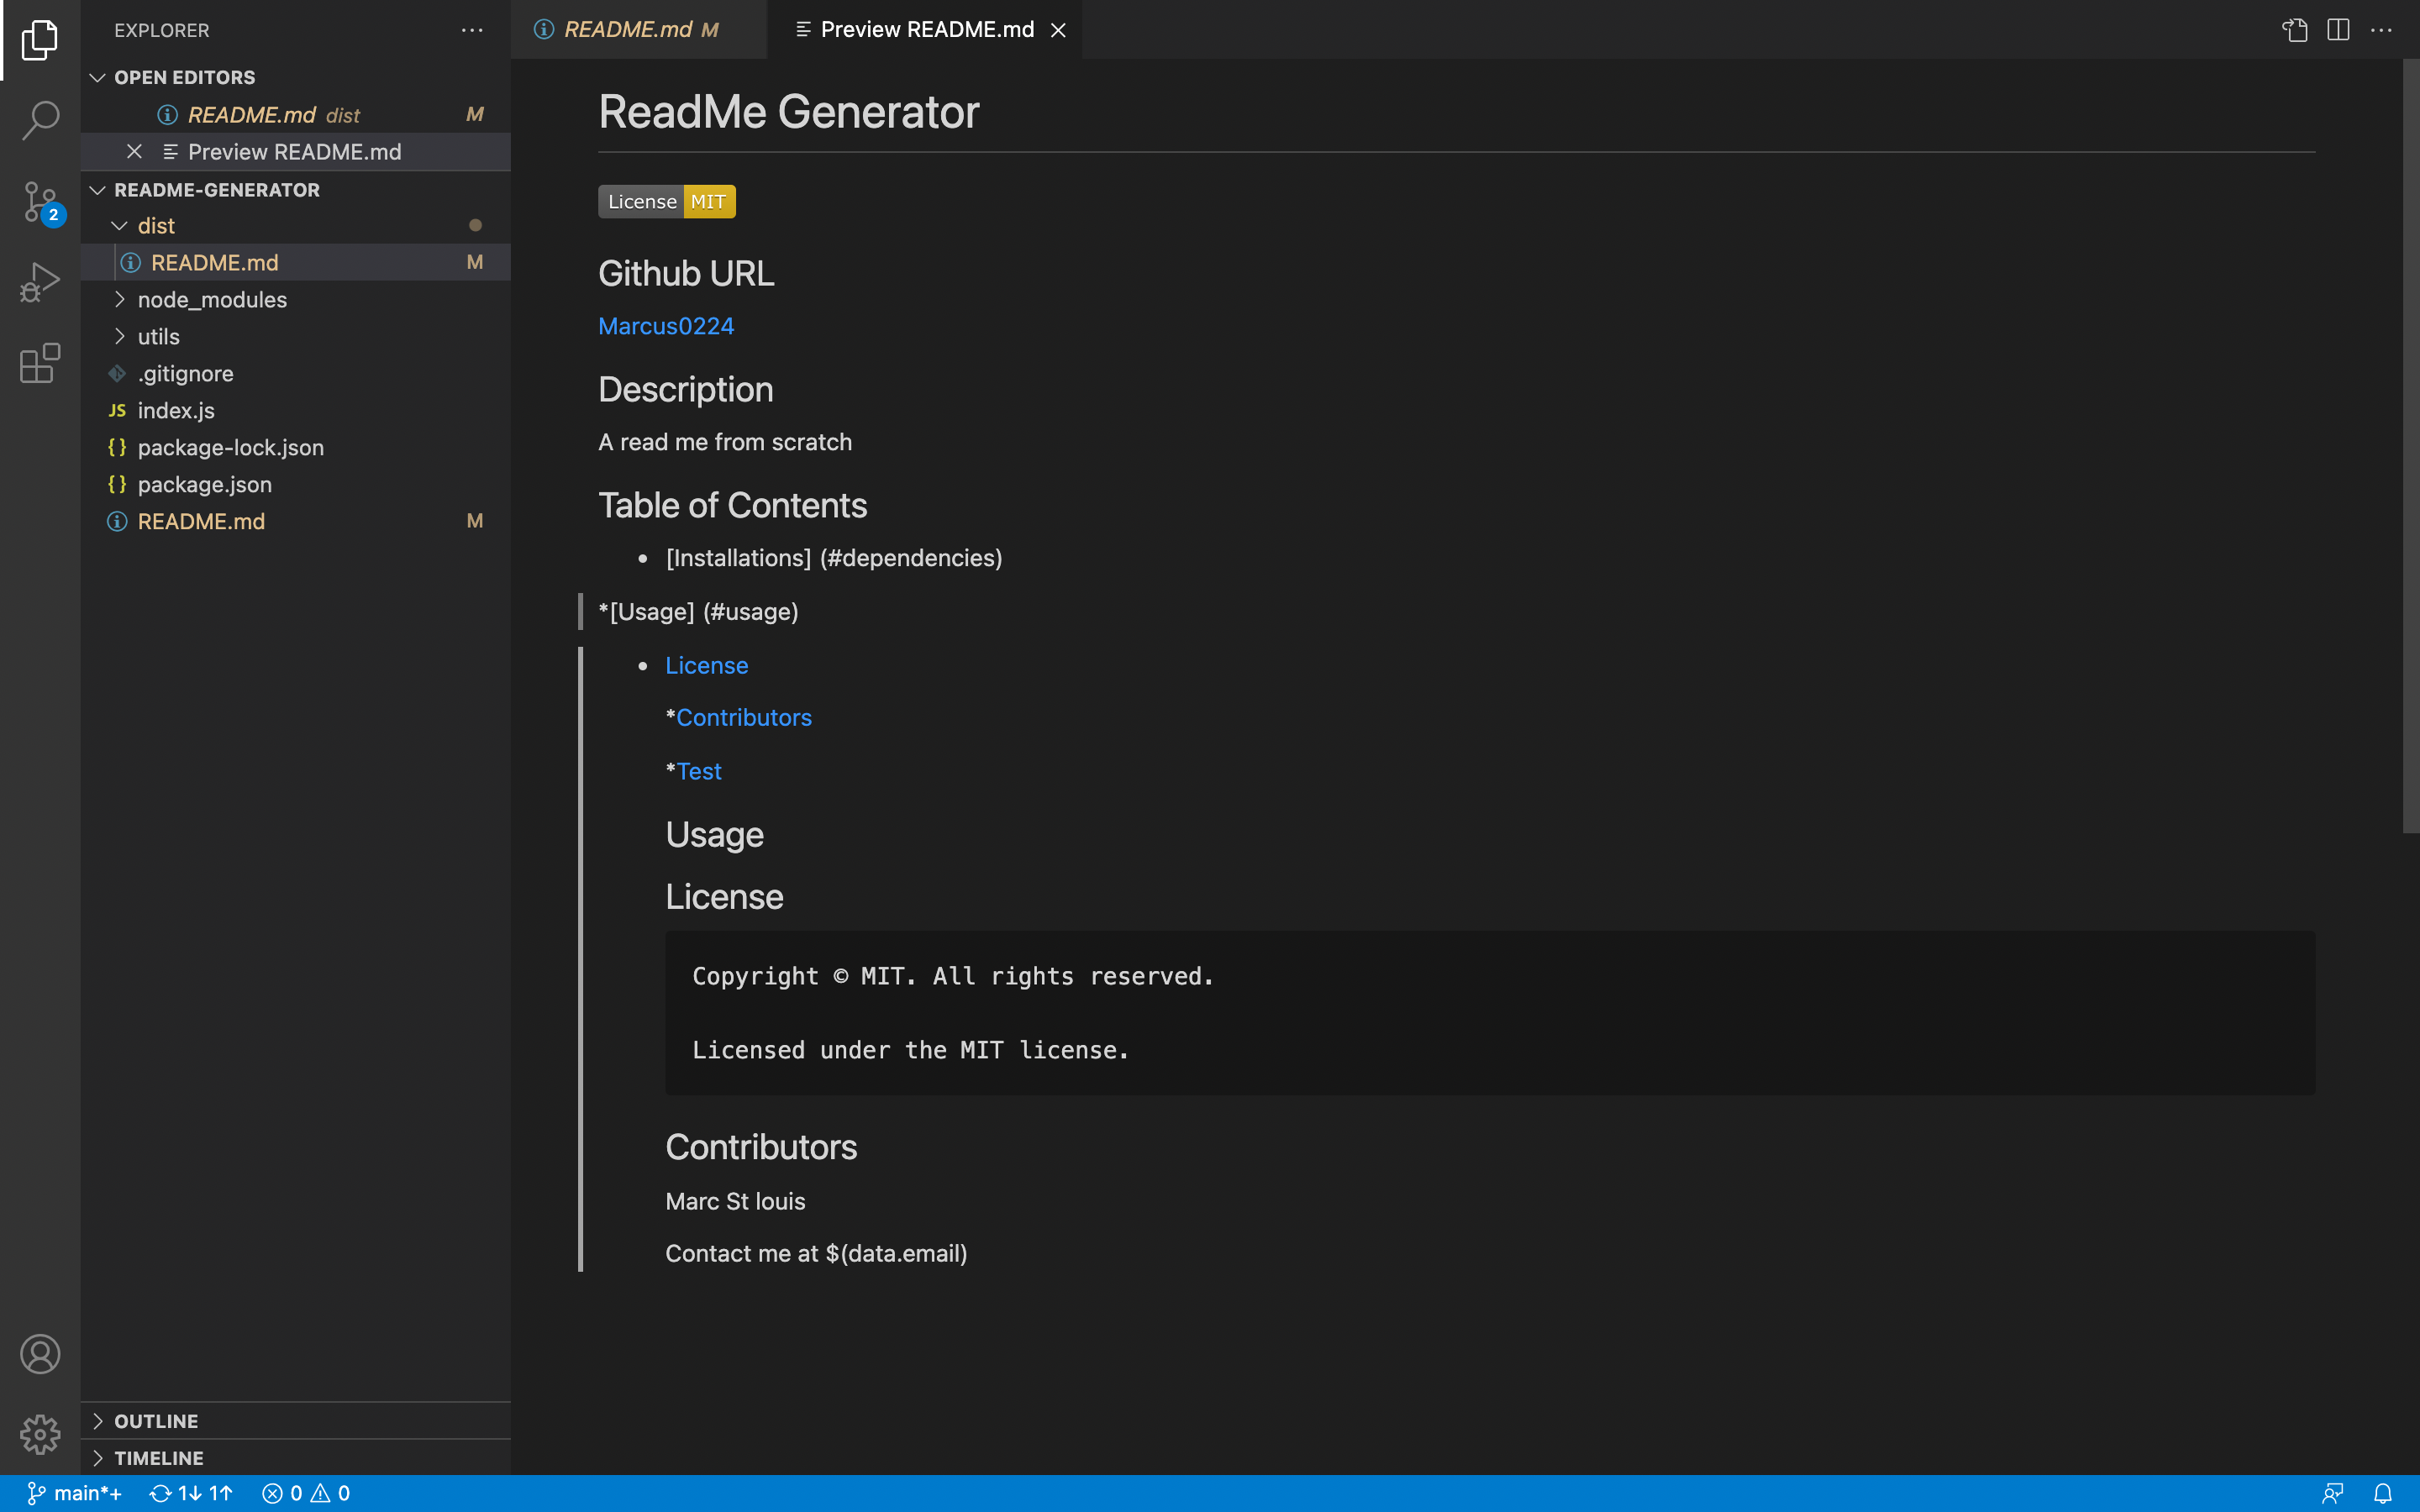 EXPLORER
OPEN EDITORS
README.md dist M
Preview README.md
README-GENERATOR
dist
README.md M
node_modules
utils
.gitignore
JS index.js
{} package-lock.json
{} package.json
README.md M
OUTLINE
TIMELINE
2
README.md M
Preview README.md
ReadMe Generator
License MIT
Github URL
Marcus0224
Description
A read me from scratch
Table of Contents
• [Installations] (#dependencies)
*[Usage] (#usage)
• License
*Contributors
*Test
Usage
License
Copyright © MIT. All rights reserved.
Licensed under the MIT license.
Contributors
Marc St louis
Contact me at $(data.email)
main*+ 1↓ 1↑ 0 0